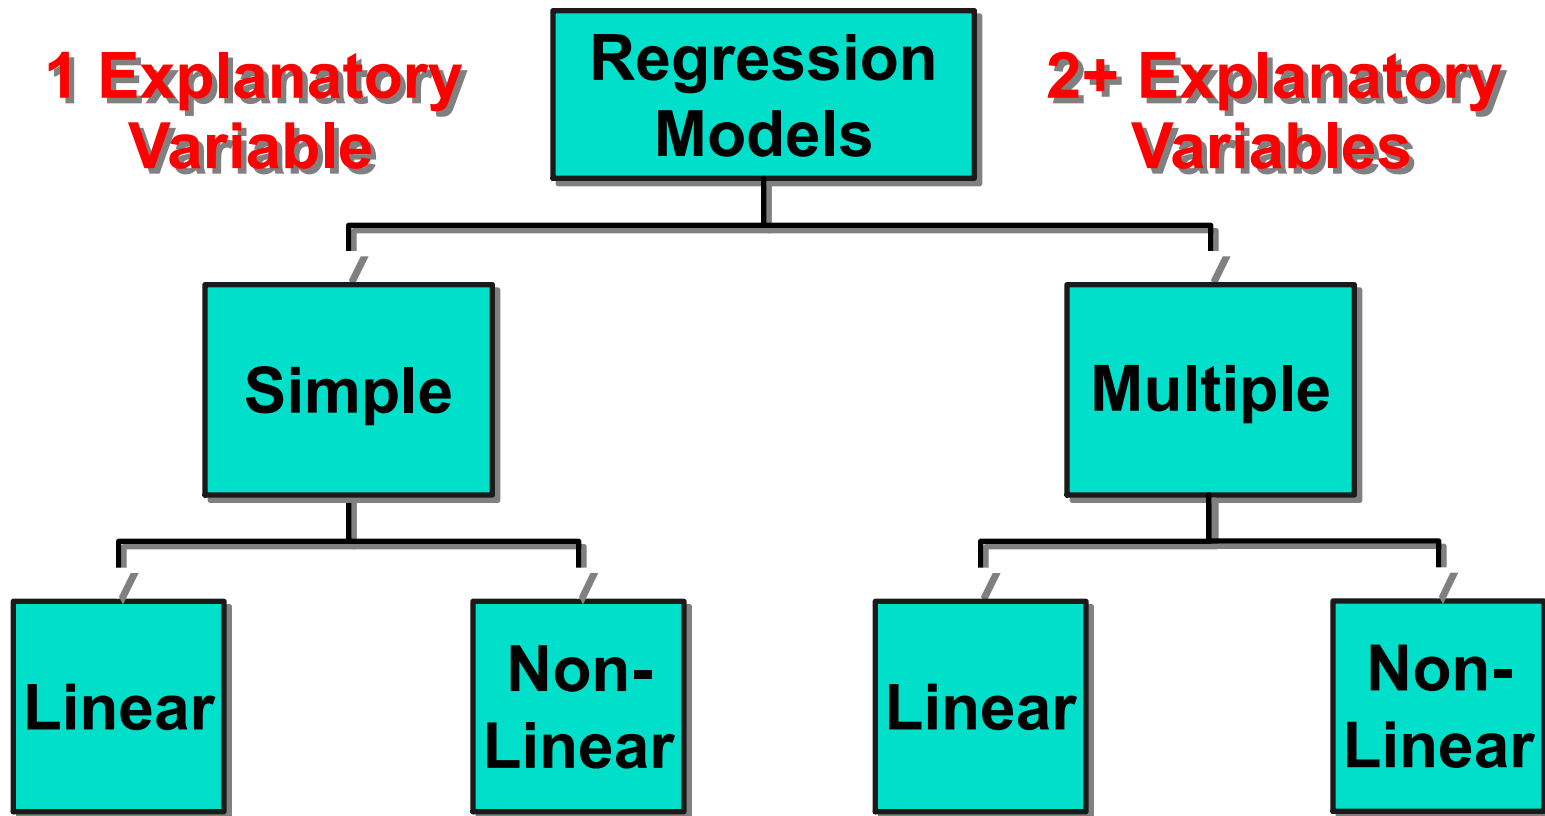 1 Explanatory
Variable
Regression
Models
2+ Explanatory
Variables
Simple
Multiple
Linear
Non-
Linear
Linear
Non-
Linear